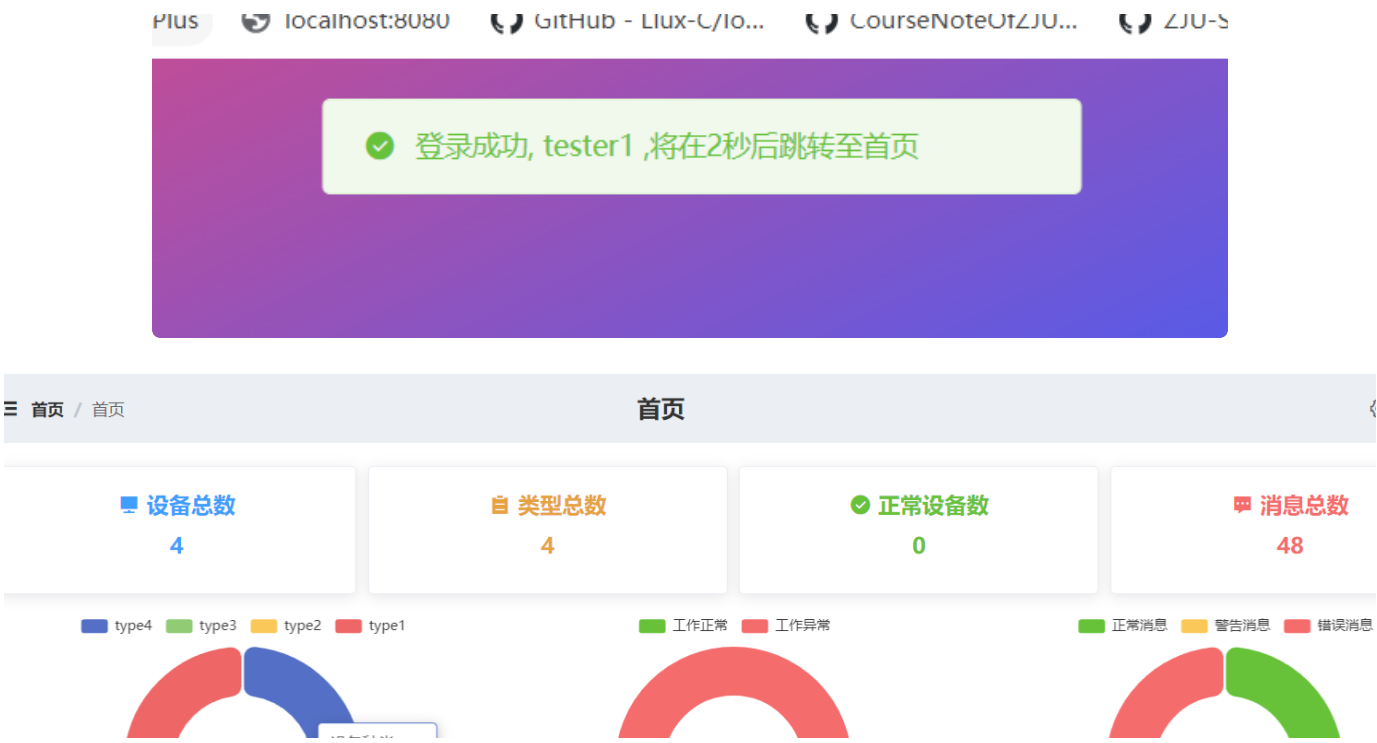 Plus localhost:8080 GitHub - Llux-C/Io... CourseNoteOfZJU... ZJU-S
登录成功, tester1 ,将在2秒后跳转至首页
首页 / 首页 首页
设备总数 类型总数 正常设备数 消息总数
4 4 0 48
type4 type3 type2 type1 工作正常 工作异常 正常消息 警告消息 错误消息